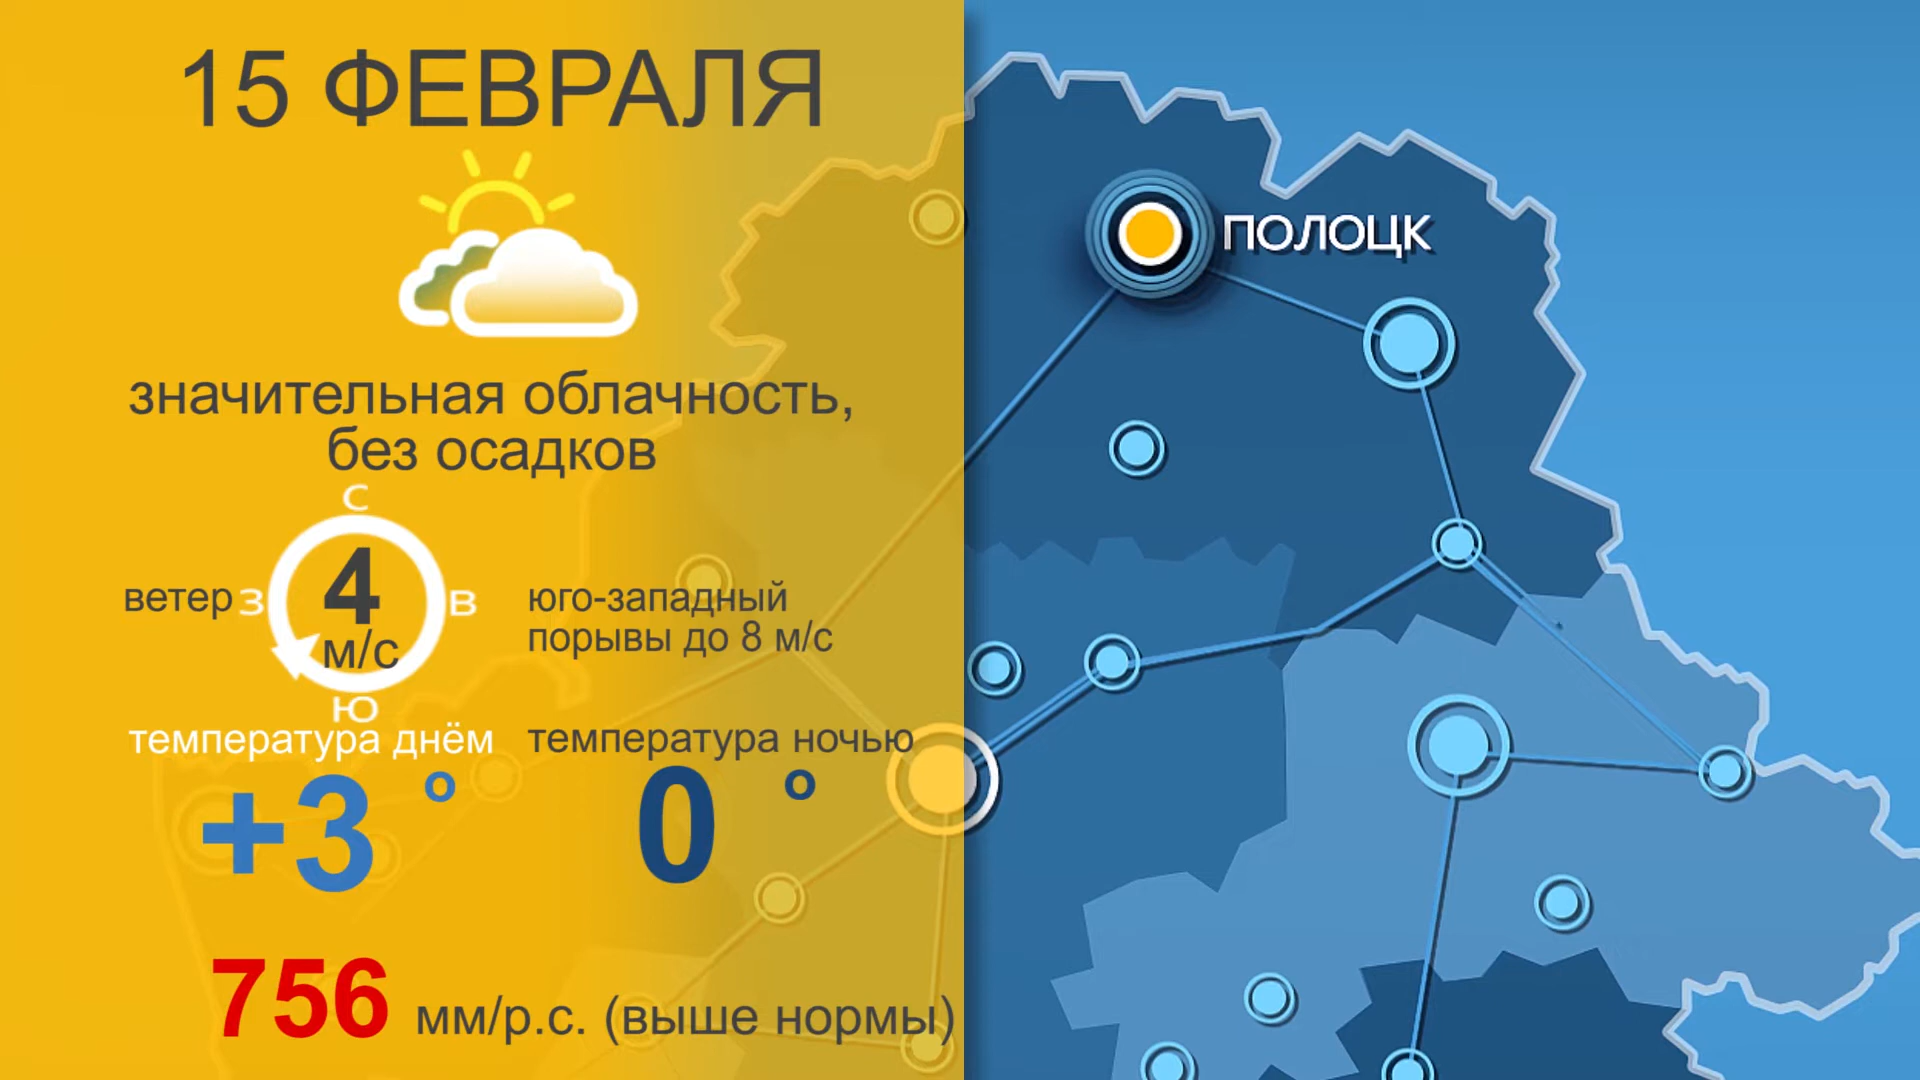 15 ФЕВРАЛЯ
ПОЛОЦК
значительная облачность,
без осадков
С
ветер З 4 В юго-западный
м/с порывы до 8 м/с
Ю
температура днём температура ночью
+3 ° 0 °
756 мм/р.с. (выше нормы)